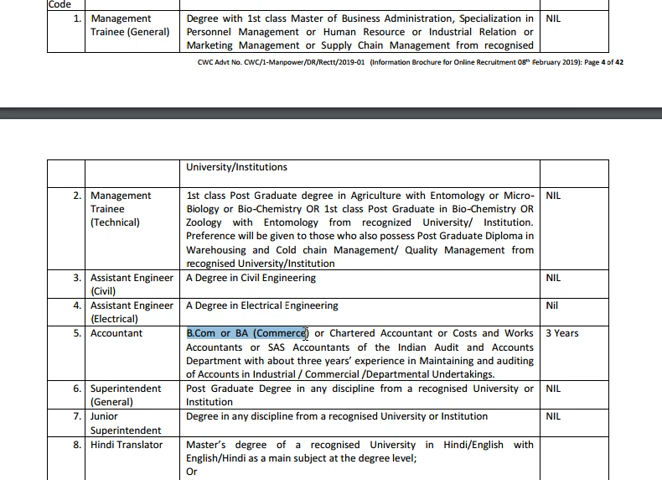 Code
1. Management Degree with 1st class Master of Business Administration, Specialization in NIL
Trainee (General) Personnel Management or Human Resource or Industrial Relation or
Marketing Management or Supply Chain Management from recognised
CWC Advt No. CWC/1-Manpower/DR/Rectt/2019-01 (Information Brochure for Online Recruitment 08th February 2019): Page 4 of 42
University/Institutions
2. Management 1st class Post Graduate degree in Agriculture with Entomology or Micro- NIL
Trainee Biology or Bio-Chemistry OR 1st class Post Graduate in Bio-Chemistry OR
(Technical) Zoology with Entomology from recognized University/ Institution.
Preference will be given to those who also possess Post Graduate Diploma in
Warehousing and Cold chain Management/ Quality Management from
recognised University/Institution
3. Assistant Engineer A Degree in Civil Engineering NIL
(Civil)
4. Assistant Engineer A Degree in Electrical Engineering Nil
(Electrical)
5. Accountant B.Com or BA (Commerce) or Chartered Accountant or Costs and Works 3 Years
Accountants or SAS Accountants of the Indian Audit and Accounts
Department with about three years' experience in Maintaining and auditing
of Accounts in Industrial / Commercial /Departmental Undertakings.
6. Superintendent Post Graduate Degree in any discipline from a recognised University or NIL
(General) Institution
7. Junior Degree in any discipline from a recognised University or Institution NIL
Superintendent
8. Hindi Translator Master's degree of a recognised University in Hindi/English with
English/Hindi as a main subject at the degree level;
Or